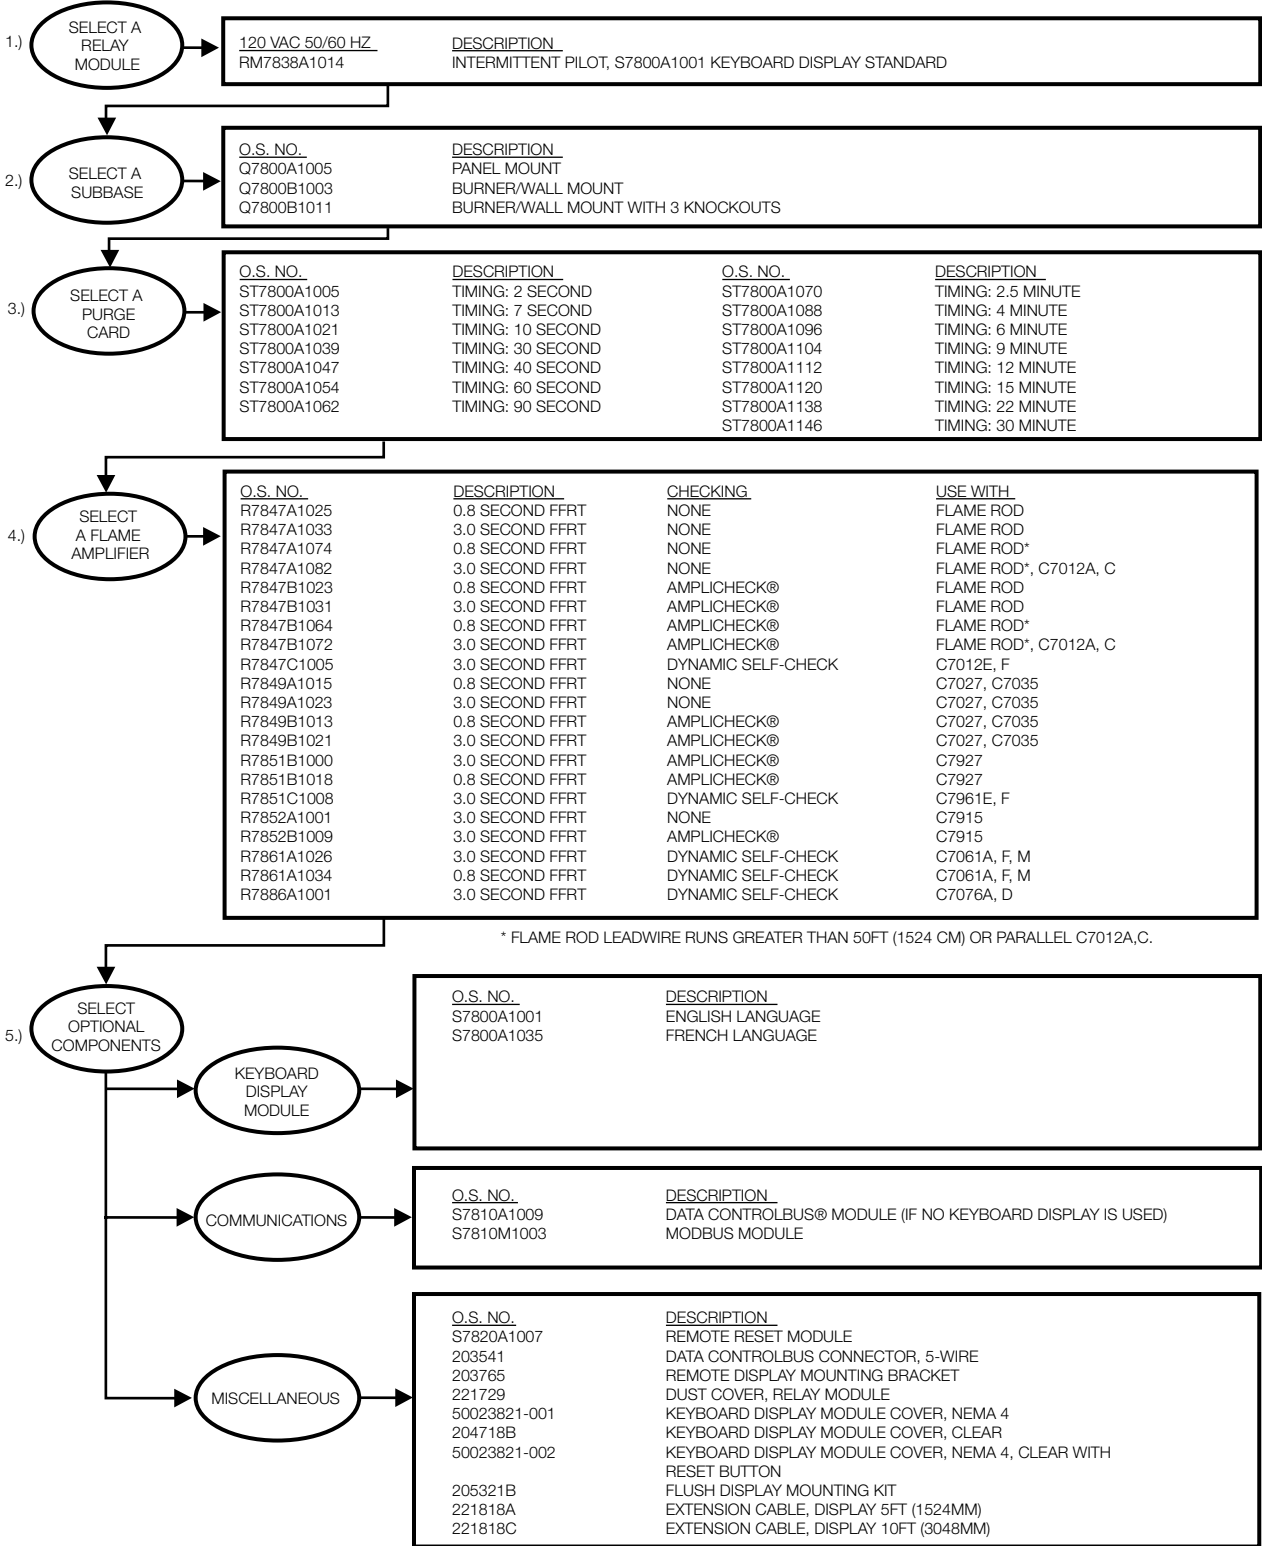 1.) SELECT A
RELAY
MODULE
120 VAC 50/60 HZ DESCRIPTION
RM7838A1014 INTERMITTENT PILOT, S7800A1001 KEYBOARD DISPLAY STANDARD
2.) SELECT A
SUBBASE
O.S. NO. DESCRIPTION
Q7800A1005 PANEL MOUNT
Q7800B1003 BURNER/WALL MOUNT
Q7800B1011 BURNER/WALL MOUNT WITH 3 KNOCKOUTS
3.) SELECT A
PURGE
CARD
O.S. NO. DESCRIPTION O.S. NO. DESCRIPTION
ST7800A1005 TIMING: 2 SECOND ST7800A1070 TIMING: 2.5 MINUTE
ST7800A1013 TIMING: 7 SECOND ST7800A1088 TIMING: 4 MINUTE
ST7800A1021 TIMING: 10 SECOND ST7800A1096 TIMING: 6 MINUTE
ST7800A1039 TIMING: 30 SECOND ST7800A1104 TIMING: 9 MINUTE
ST7800A1047 TIMING: 40 SECOND ST7800A1112 TIMING: 12 MINUTE
ST7800A1054 TIMING: 60 SECOND ST7800A1120 TIMING: 15 MINUTE
ST7800A1062 TIMING: 90 SECOND ST7800A1138 TIMING: 22 MINUTE
ST7800A1146 TIMING: 30 MINUTE
4.) SELECT
A FLAME
AMPLIFIER
O.S. NO. DESCRIPTION CHECKING USE WITH
R7847A1025 0.8 SECOND FFRT NONE FLAME ROD
R7847A1033 3.0 SECOND FFRT NONE FLAME ROD
R7847A1074 0.8 SECOND FFRT NONE FLAME ROD*
R7847A1082 3.0 SECOND FFRT NONE FLAME ROD*, C7012A, C
R7847B1023 0.8 SECOND FFRT AMPLICHECK® FLAME ROD
R7847B1031 3.0 SECOND FFRT AMPLICHECK® FLAME ROD
R7847B1064 0.8 SECOND FFRT AMPLICHECK® FLAME ROD*
R7847B1072 3.0 SECOND FFRT AMPLICHECK® FLAME ROD*, C7012A, C
R7847C1005 3.0 SECOND FFRT DYNAMIC SELF-CHECK C7012E, F
R7849A1015 0.8 SECOND FFRT NONE C7027, C7035
R7849A1023 3.0 SECOND FFRT NONE C7027, C7035
R7849B1013 0.8 SECOND FFRT AMPLICHECK® C7027, C7035
R7849B1021 3.0 SECOND FFRT AMPLICHECK® C7027, C7035
R7851B1000 3.0 SECOND FFRT AMPLICHECK® C7927
R7851B1018 0.8 SECOND FFRT AMPLICHECK® C7927
R7851C1008 3.0 SECOND FFRT DYNAMIC SELF-CHECK C7961E, F
R7852A1001 3.0 SECOND FFRT NONE C7915
R7852B1009 3.0 SECOND FFRT AMPLICHECK® C7915
R7861A1026 3.0 SECOND FFRT DYNAMIC SELF-CHECK C7061A, F, M
R7861A1034 0.8 SECOND FFRT DYNAMIC SELF-CHECK C7061A, F, M
R7886A1001 3.0 SECOND FFRT DYNAMIC SELF-CHECK C7076A, D
* FLAME ROD LEADWIRE RUNS GREATER THAN 50FT (1524 CM) OR PARALLEL C7012A,C.
5.) SELECT
OPTIONAL
COMPONENTS
KEYBOARD
DISPLAY
MODULE
O.S. NO. DESCRIPTION
S7800A1001 ENGLISH LANGUAGE
S7800A1035 FRENCH LANGUAGE
COMMUNICATIONS
O.S. NO. DESCRIPTION
S7810A1009 DATA CONTROLBUS® MODULE (IF NO KEYBOARD DISPLAY IS USED)
S7810M1003 MODBUS MODULE
MISCELLANEOUS
O.S. NO. DESCRIPTION
S7820A1007 REMOTE RESET MODULE
203541 DATA CONTROLBUS CONNECTOR, 5-WIRE
203765 REMOTE DISPLAY MOUNTING BRACKET
221729 DUST COVER, RELAY MODULE
50023821-001 KEYBOARD DISPLAY MODULE COVER, NEMA 4
204718B KEYBOARD DISPLAY MODULE COVER, CLEAR
50023821-002 KEYBOARD DISPLAY MODULE COVER, NEMA 4, CLEAR WITH
RESET BUTTON
205321B FLUSH DISPLAY MOUNTING KIT
221818A EXTENSION CABLE, DISPLAY 5FT (1524MM)
221818C EXTENSION CABLE, DISPLAY 10FT (3048MM)